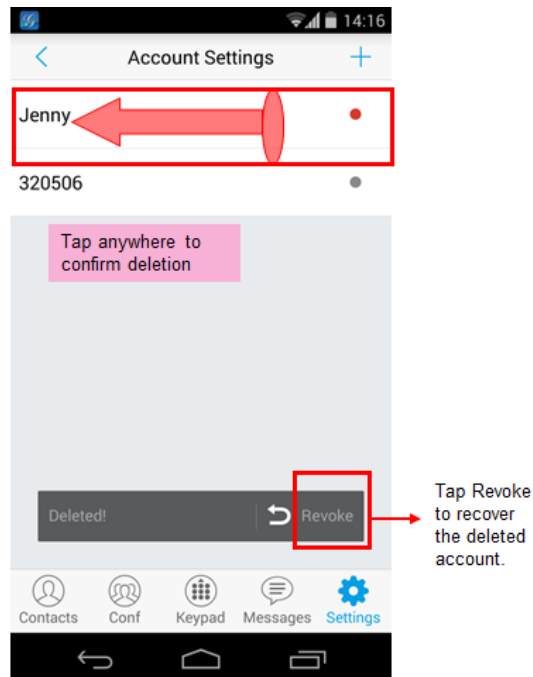 14:16
Account Settings
Jenny
320506
Tap anywhere to
confirm deletion
Deleted!
Revoke
Tap Revoke
to recover
the deleted
account.
Contacts
Conf
Keypad
Messages
Settings